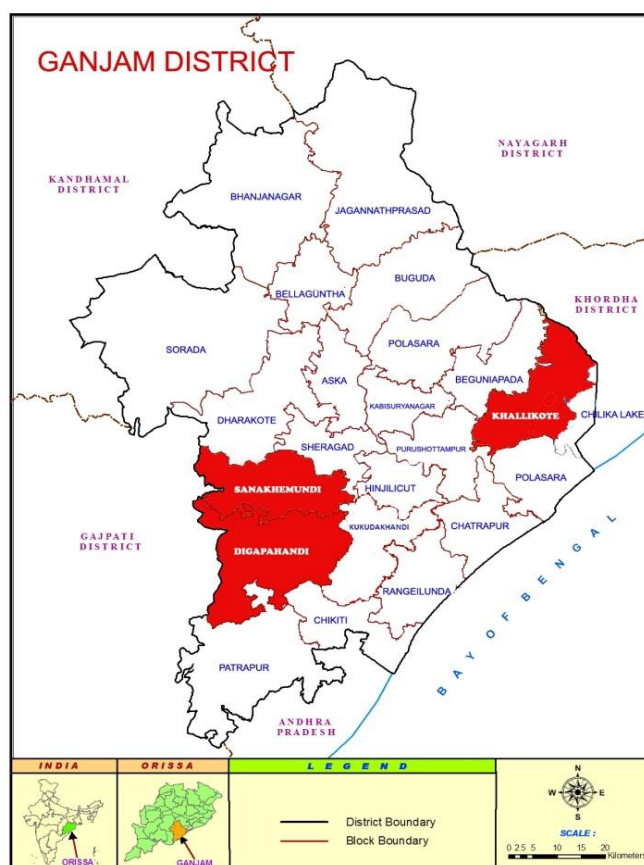 GANJAM DISTRICT
NAYAGARH
DISTRICT
KANDHAMAL
DISTRICT
BHANJANAGAR
JAGANNATHPRASAD
BUGUDA
BELLAGUNTHA
KHORDHA
DISTRICT
SORADA
POLASARA
ASKA
BEGUNIAPADA
KABISURYANAGAR
KHALLIKOTE
CHILIKA LAKE
DHARAKOTE
SHERAGAD
PURUSHOTTAMPUR
SANAKHEMUNDI
HINJILICUT
POLASARA
KUKUDAKHANDI
CHATRAPUR
GAJPATI
DISTRICT
DIGAPAHANDI
RANGEILUNDA
CHIKITI
BAY OF BENGAL
PATRAPUR
ANDHRA
PRADESH
INDIA
ORISSA
LEGEND
N
W
E
S
District Boundary
Block Boundary
SCALE :
0 2.5 5 10 15 20
Kilometers
ORISSA
GANJAM